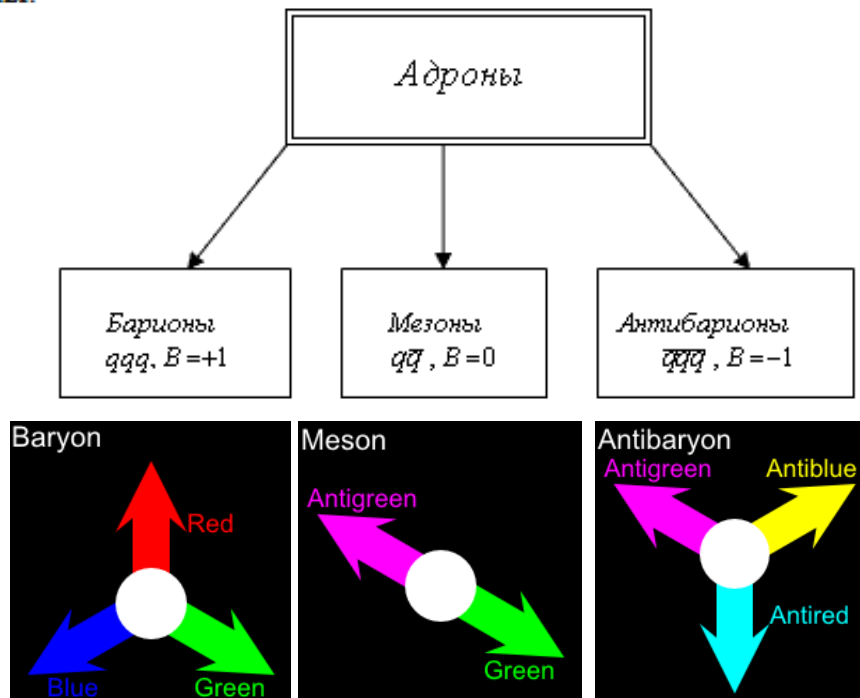 Адроны
Барионы
qqq, B=+1
Мезоны
qq̅, B=0
Антибарионы
q̅q̅q̅, B=−1
Baryon
Red
Blue
Green
Meson
Antigreen
Green
Antibaryon
Antigreen
Antiblue
Antired